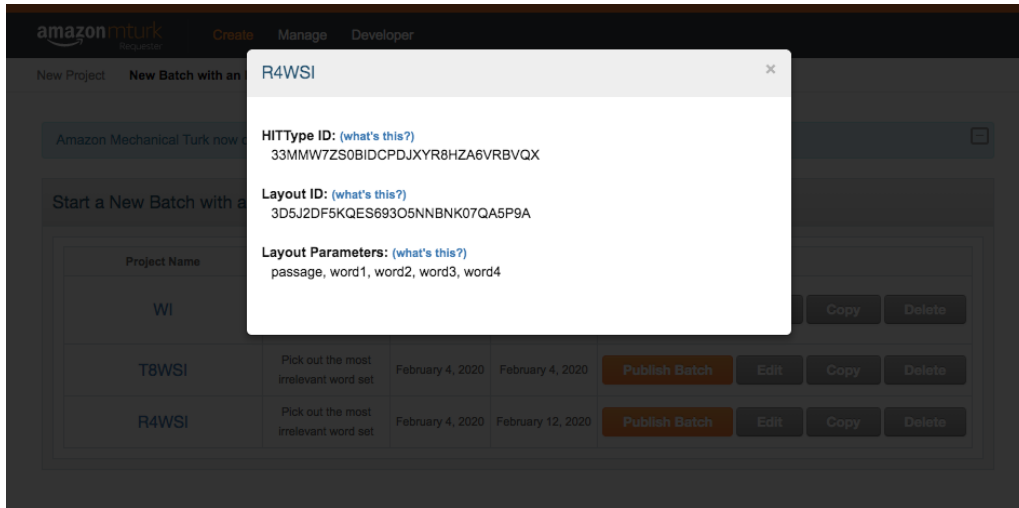 amazonmturk
Requester
Create Manage Developer
New Project New Batch with an
R4WSI ×
Amazon Mechanical Turk now
HITType ID: (what's this?)
33MMW7ZS0BIDCPDJXYR8HZA6VRBVQX
Layout ID: (what's this?)
3D5J2DF5KQES693O5NNBNK07QA5P9A
Start a New Batch with a
Layout Parameters: (what's this?)
passage, word1, word2, word3, word4
Project Name
WI Copy Delete
T8WSI Pick out the most irrelevant word set February 4, 2020 February 4, 2020 Publish Batch Edit Copy Delete
R4WSI Pick out the most irrelevant word set February 4, 2020 February 12, 2020 Publish Batch Edit Copy Delete